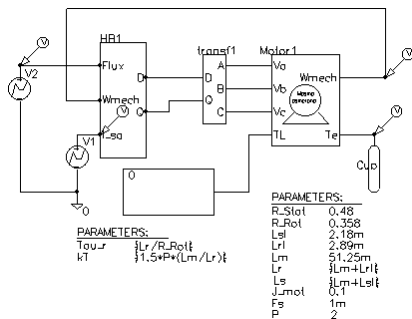 HB1
transf1
Motor1
V
V
V
V
V2
Flux
A
Va
D
D
B
Vb
Wmech
Wmech
Q
Q
C
Vc
V1
TL
Te
0
0
PARAMETERS:
Tau_r {Lr/R_Rot}
kT {1.5*P*(Lm/Lr)}
PARAMETERS:
R_Stat 0.48
R_Rot 0.358
Lsl 2.18m
Lrl 2.89m
Lm 51.25m
Lr {Lm+Lrl}
Ls {Lm+Lsl}
J_mot 0.1
Fs 1m
P 2